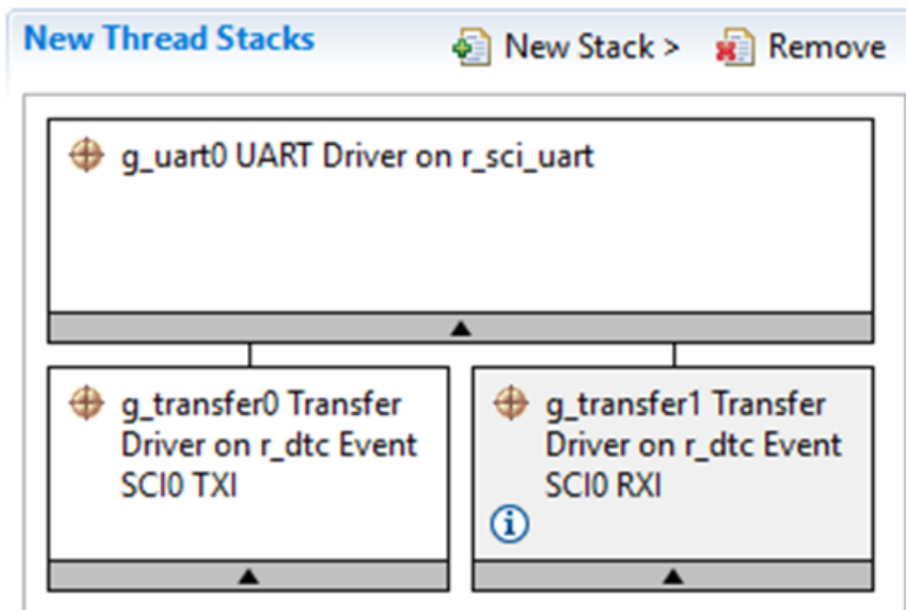 New Thread Stacks
New Stack >
Remove
g_uart0 UART Driver on r_sci_uart
g_transfer0 Transfer
Driver on r_dtc Event
SCI0 TXI
g_transfer1 Transfer
Driver on r_dtc Event
SCI0 RXI